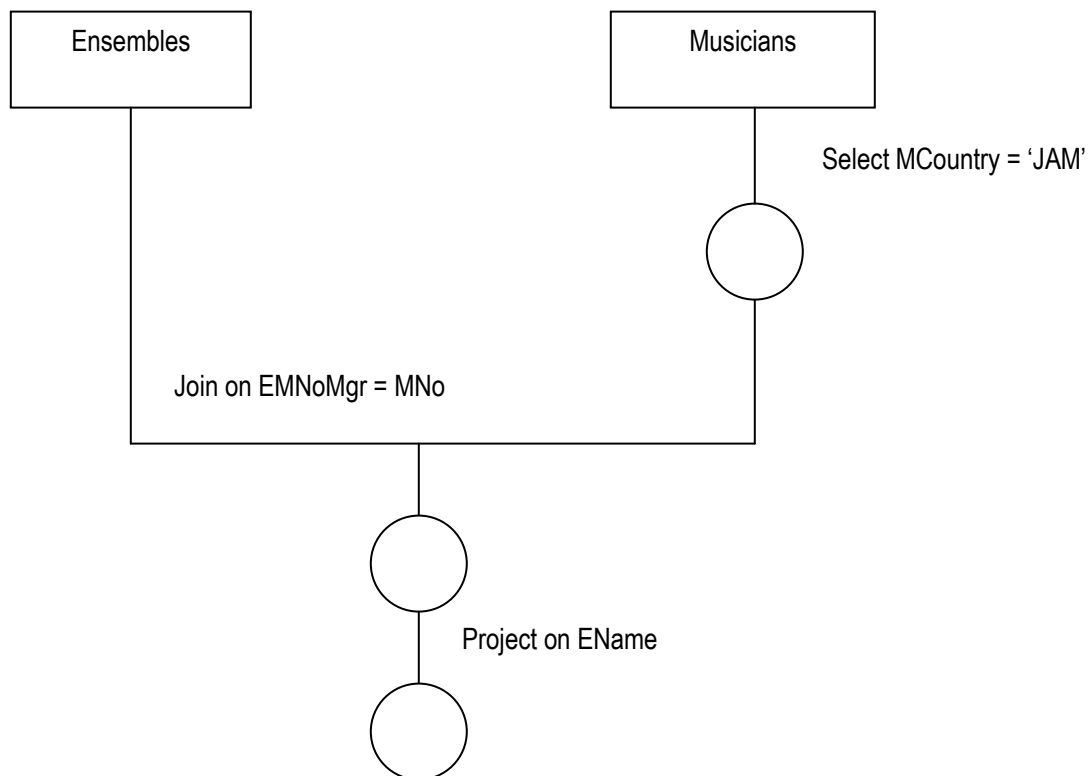 Ensembles
Musicians
Select MCountry = ‘JAM’
Join on EMNoMgr = MNo
Project on EName